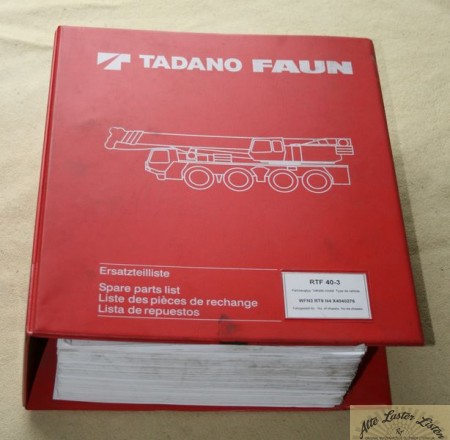 TADANO FAUN
Ersatzteilliste
Spare parts list
Liste des pièces de rechange
Lista de repuestos
RTF 40-3
Alte Laster Listen